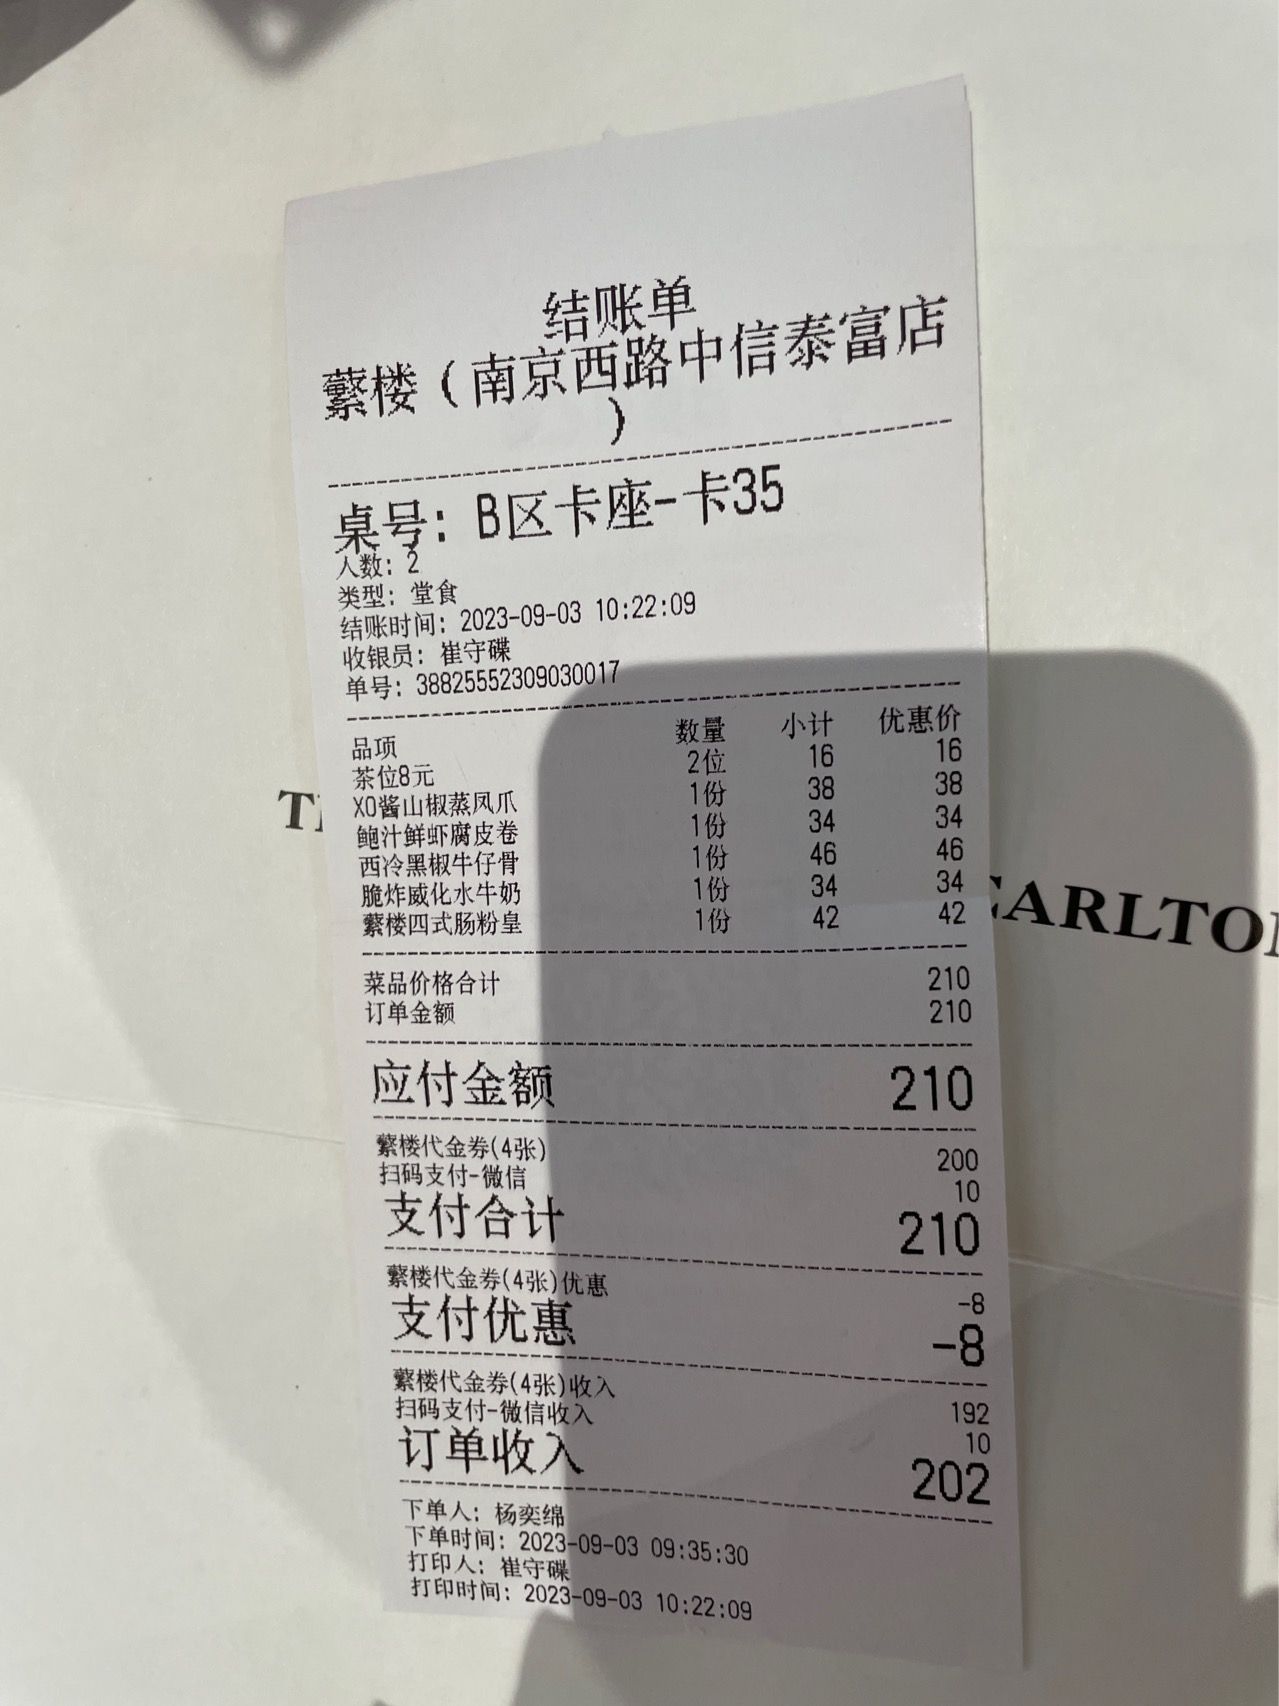 结账单
蘩楼（南京西路中信泰富店
）
桌号：B区卡座-卡35
人数：2
类型：堂食
结账时间：2023-09-03 10:22:09
收银员：崔守碟
单号：38825552309030017
品项 数量 小计 优惠价
茶位8元 2位 16 16
XO酱山椒蒸凤爪 1份 38 38
鲍汁鲜虾腐皮卷 1份 34 34
西冷黑椒牛仔骨 1份 46 46
脆炸威化水牛奶 1份 34 34
蘩楼四式肠粉皇 1份 42 42
菜品价格合计 210
订单金额 210
应付金额 210
蘩楼代金券(4张) 200
扫码支付-微信 10
支付合计 210
蘩楼代金券(4张)优惠 -8
支付优惠 -8
蘩楼代金券(4张)收入 192
扫码支付-微信收入 10
订单收入 202
下单人：杨奕绵
下单时间：2023-09-03 09:35:30
打印人：崔守碟
打印时间：2023-09-03 10:22:09
CARLTON